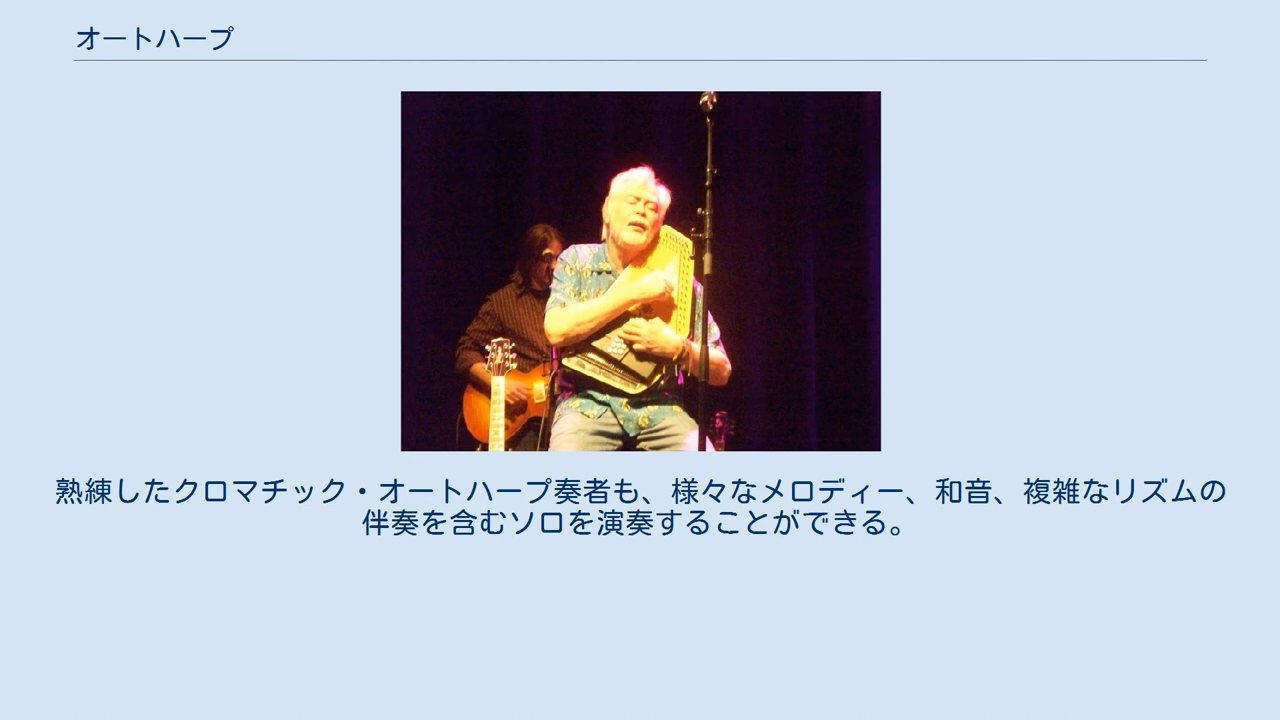 オートハープ
熟練したクロマチック・オートハープ奏者も、様々なメロディー、和音、複雑なリズムの
伴奏を含むソロを演奏することができる。